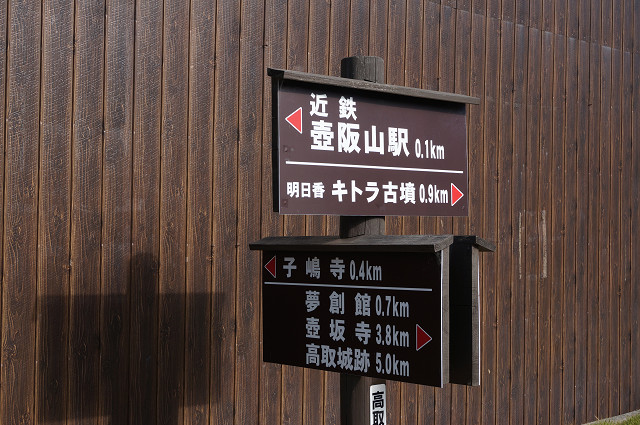 近鉄
壺阪山駅 0.1km
明日香 キトラ古墳 0.9km
子嶋寺 0.4km
夢創館 0.7km
壺坂寺 3.8km
高取城跡 5.0km
高取